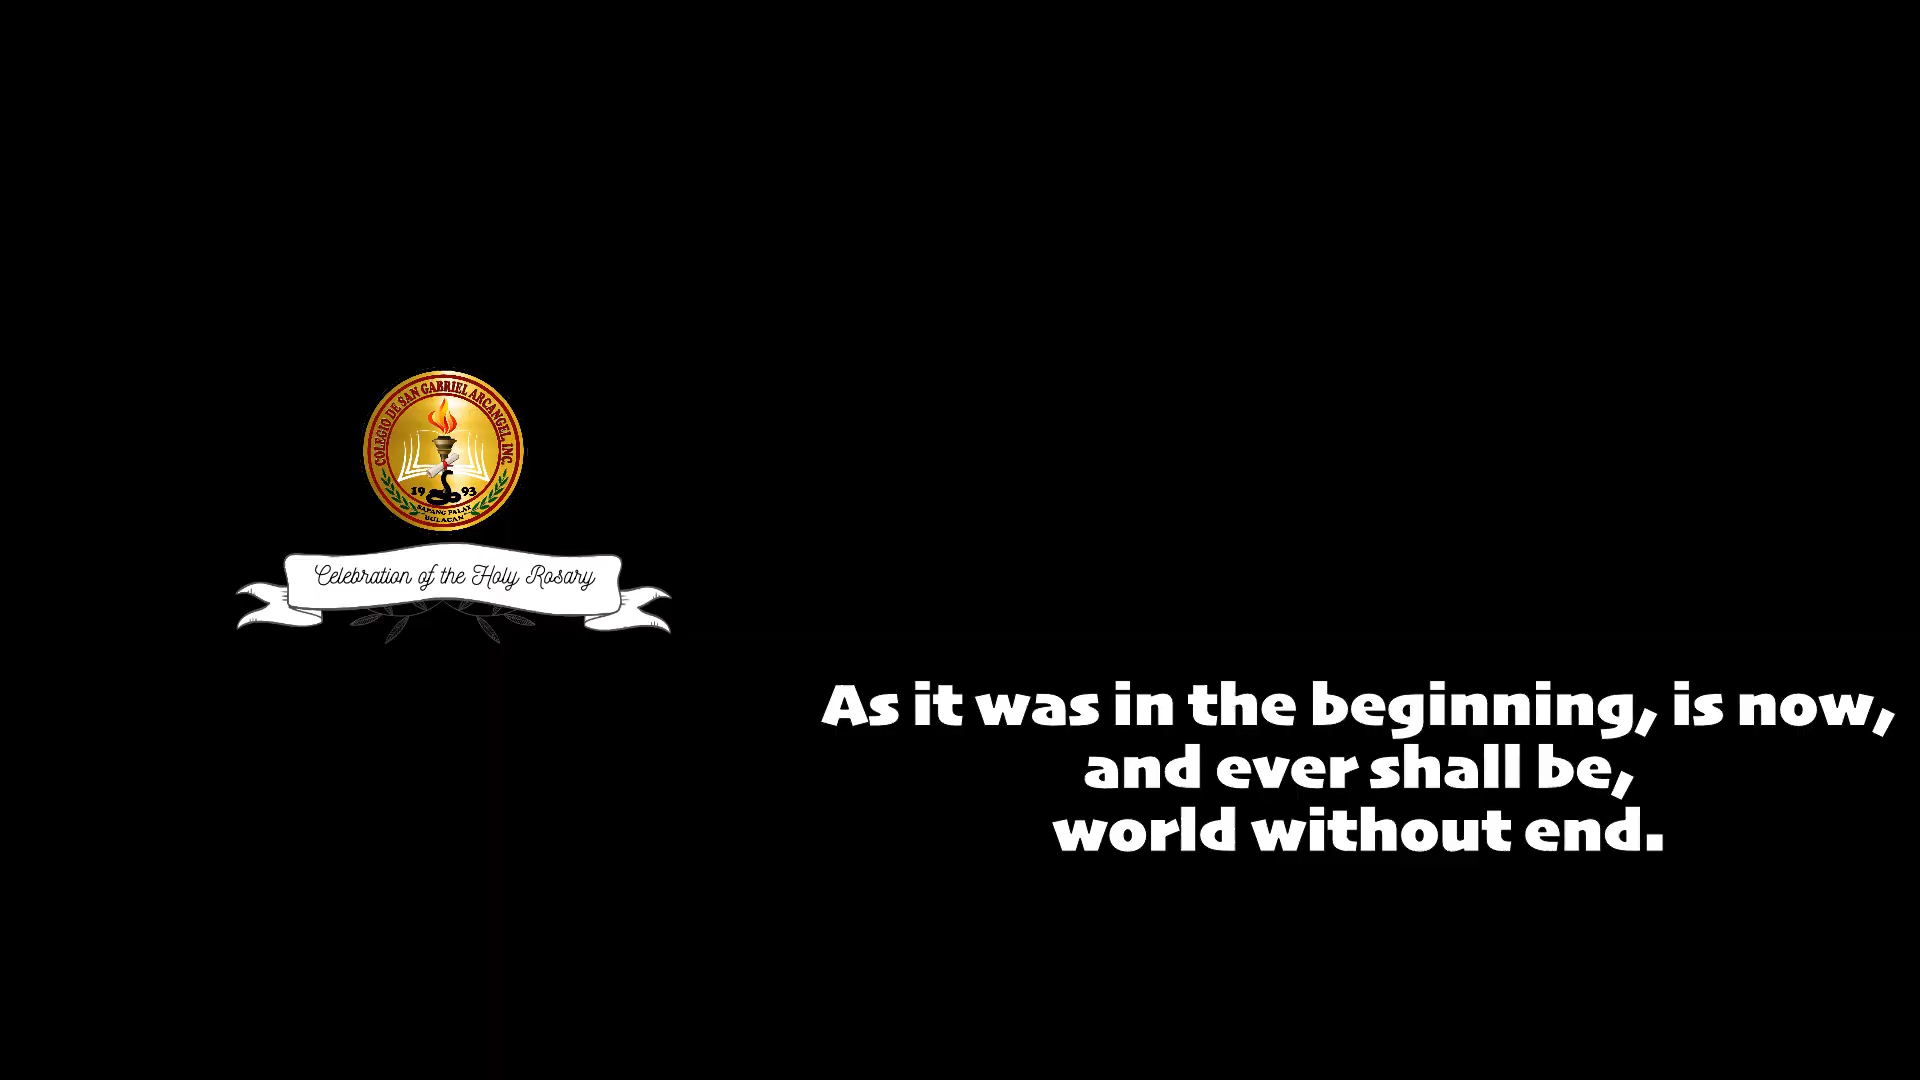 COLEGIO DE SAN GABRIEL ARCANGEL, INC.
19 93
SAPANG PALAY
BULACAN
Celebration of the Holy Rosary
As it was in the beginning, is now,
and ever shall be,
world without end.